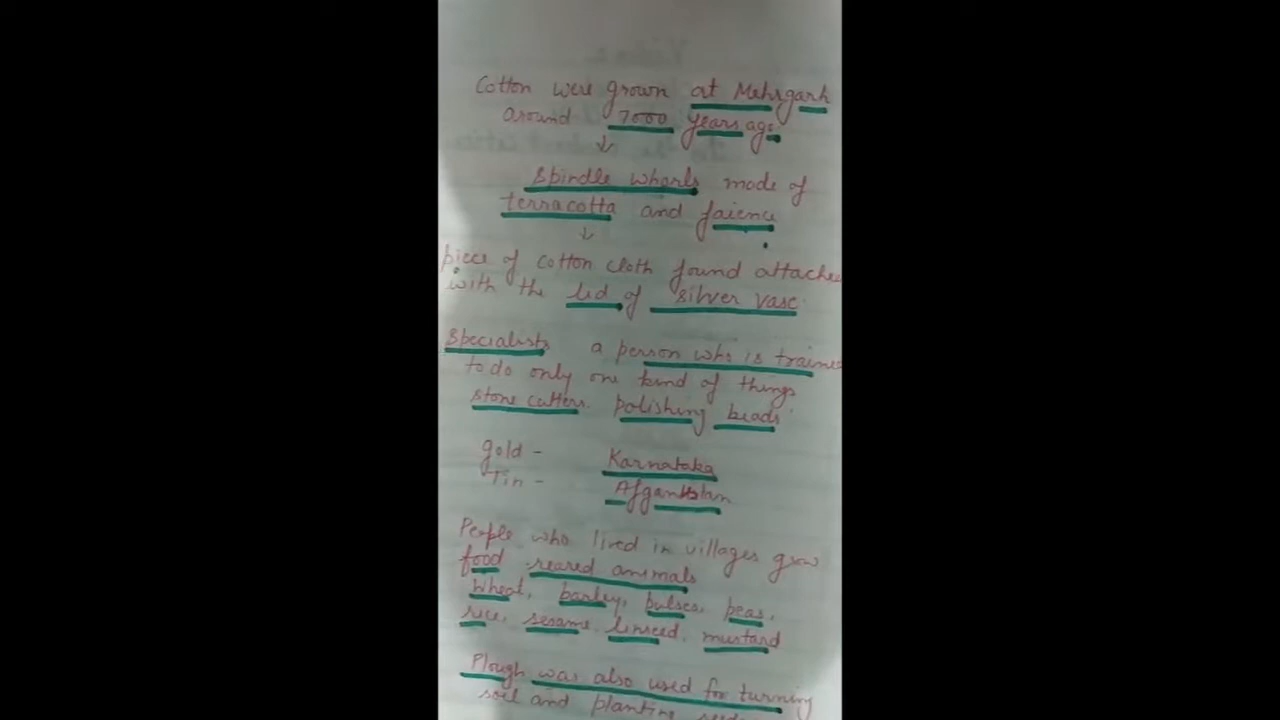 Cotton were grown at Mehrgarh
around 7000 years ago
↓
Spindle whorls made of
terracotta and faience
↓
piece of cotton cloth found attache
with the lid of silver vase
Specialists a person who is traine
to do only one kind of things
stone cutters. polishing beads
gold - Karnataka
Tin - Afganistan
People who lived in villages grow
food reared animals
Wheat, barley, pulses, peas,
rice, sesame, linseed, mustard
Plough was also used for turning
soil and planting seeds